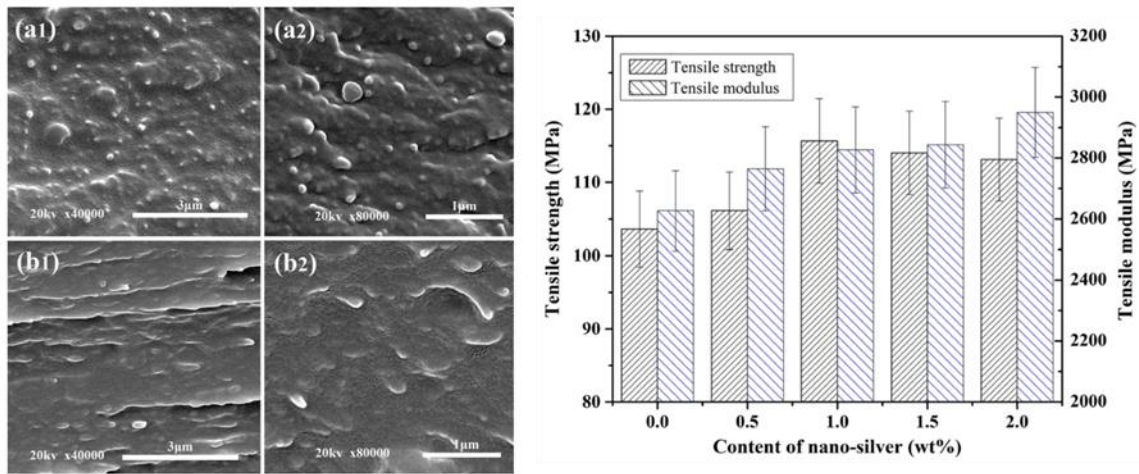 (a1)
3μm
20kv x40000
(a2)
1μm
20kv x80000
(b1)
3μm
20kv x40000
(b2)
1μm
20kv x80000
130
120
110
100
90
80
Tensile strength (MPa)
Tensile strength
Tensile modulus
3200
3000
2800
2600
2400
2200
2000
Tensile modulus (MPa)
0.0 0.5 1.0 1.5 2.0
Content of nano-silver (wt%)